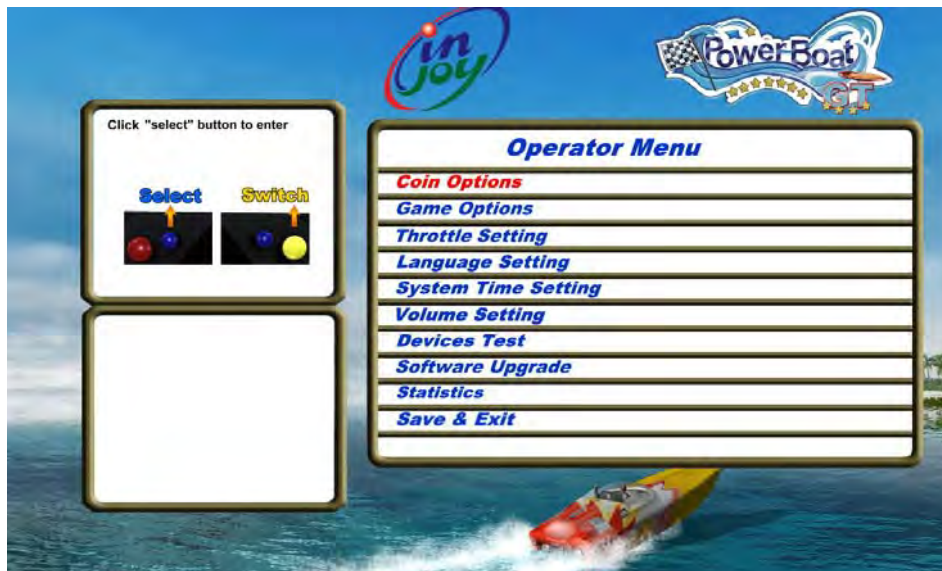 in
joy
PowerBoat
GT
Click "select" button to enter
Select Switch
Operator Menu
Coin Options
Game Options
Throttle Setting
Language Setting
System Time Setting
Volume Setting
Devices Test
Software Upgrade
Statistics
Save & Exit